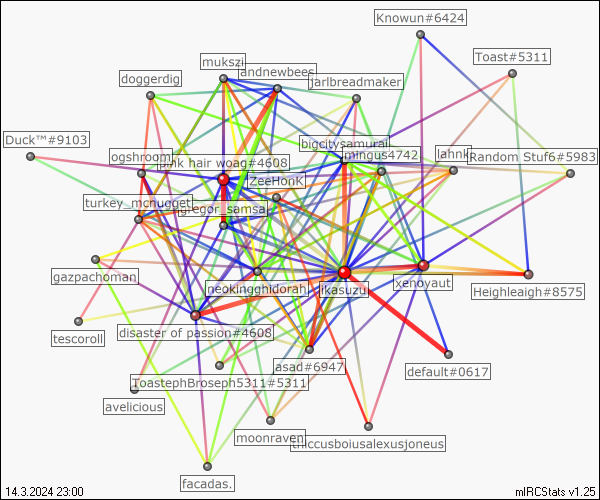 Knowun#6424
Toast#5311
mukszi
andnewbees
doggerdig
jarlbreadmaker
Duck™#9103
bigcitysamurai
mingus4742
lahnk
Random Stuf6#5983
ogshroom
pink hair woag#4608
ZeeHonK
turkey_mcnugget
gregor_samsa
gazpachoman
neokingghidorah
ikasuzu
xenovaut
Heighleaigh#8575
tescoroll
disaster of passion#4608
asad#6947
default#0617
ToastephBroseph5311#5311
avelicious
moonraven
thiccusboiusalexusjoneus
facadas.
14.3.2024 23:00
mIRCStats v1.25